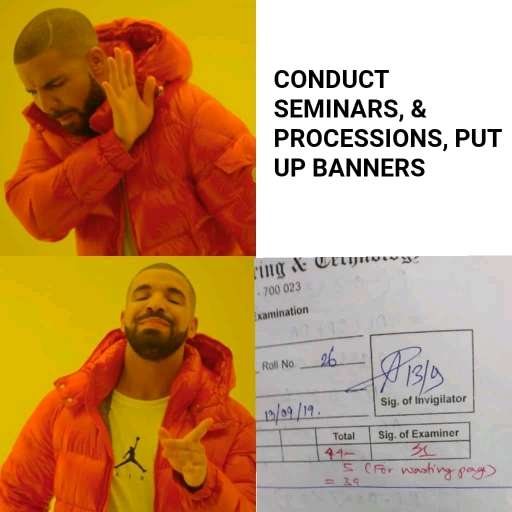 CONDUCT
SEMINARS, &
PROCESSIONS, PUT
UP BANNERS
- 700 023
Examination
Roll No. 26
13/9
Sig. of Invigilator
13/09/19.
Total Sig. of Examiner
44
5 (For wasting page)
= 39